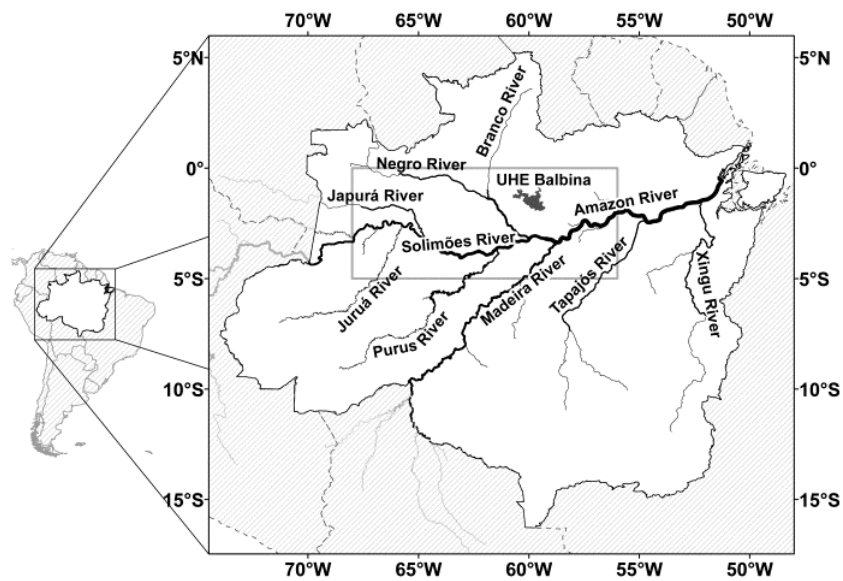 70°W 65°W 60°W 55°W 50°W
5°N 5°N
Branco River
Negro River
0° 0°
UHE Balbina
Japurá River
Amazon River
Solimões River
5°S 5°S
Juruá River
Purus River
Madeira River
Tapajós River
Xingu River
10°S 10°S
15°S 15°S
70°W 65°W 60°W 55°W 50°W